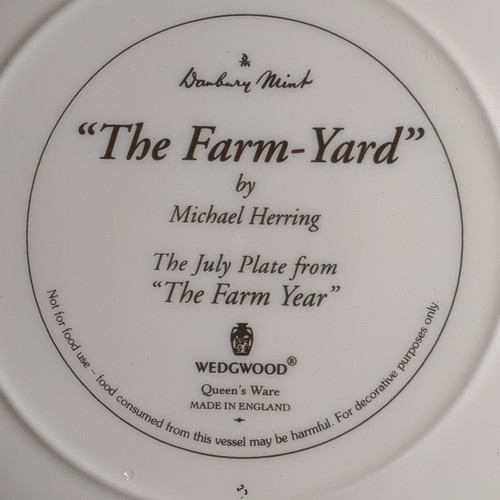 Danbury Mint
“The Farm-Yard”
by
Michael Herring
The July Plate from
“The Farm Year”
WEDGWOOD®
Queen's Ware
MADE IN ENGLAND
Not for food use – food consumed from this vessel may be harmful. For decorative purposes only.